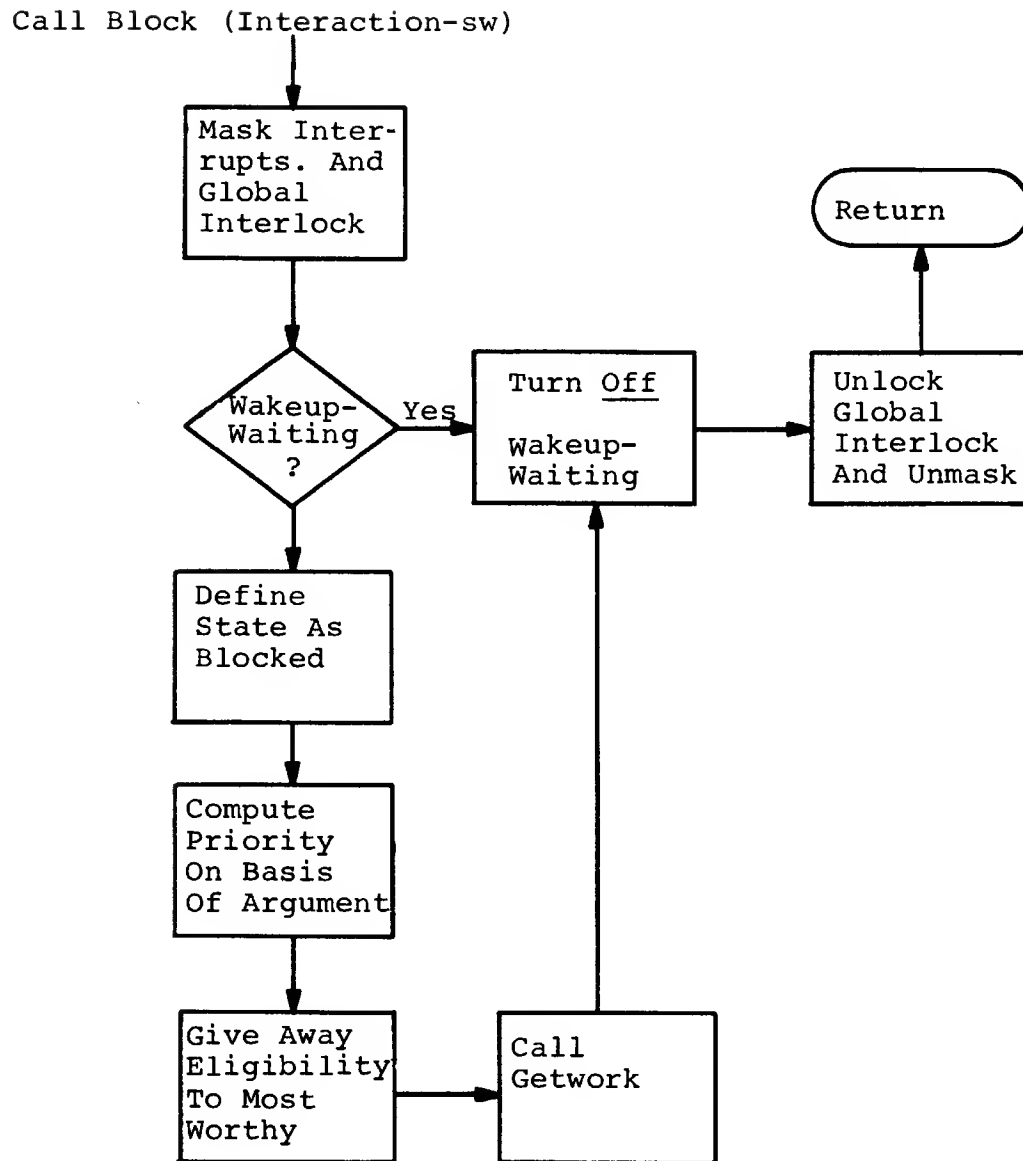 Call Block (Interaction-sw)
Mask Inter-
rupts. And
Global
Interlock
Return
Wakeup-
Waiting
?
Yes
Turn Off
Wakeup-
Waiting
Unlock
Global
Interlock
And Unmask
Define
State As
Blocked
Compute
Priority
On Basis
Of Argument
Give Away
Eligibility
To Most
Worthy
Call
Getwork